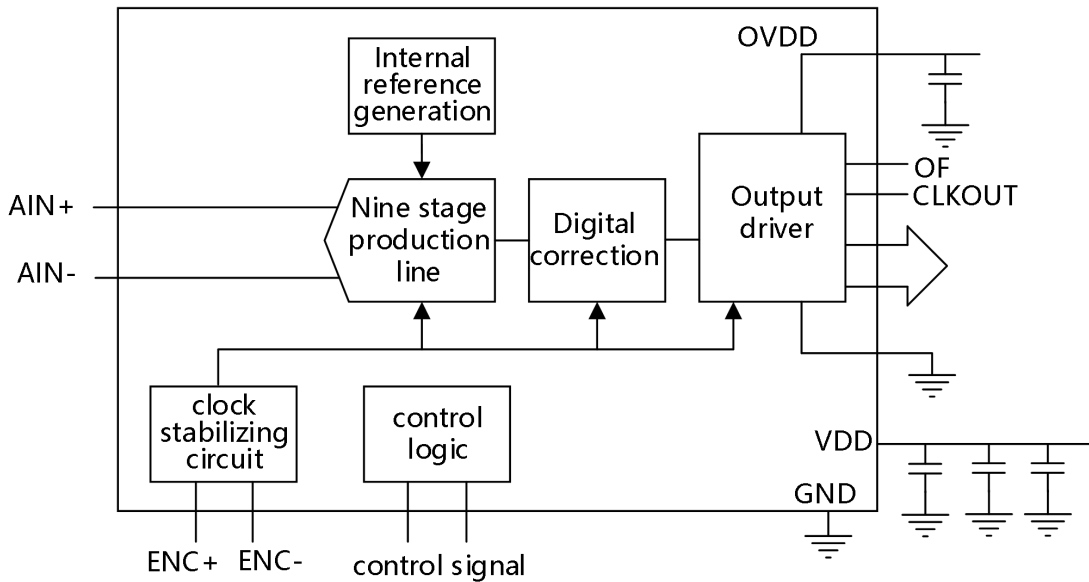 OVDD
Internal
reference
generation
OF
CLKOUT
AIN+
Nine stage
production
line
Digital
correction
Output
driver
AIN-
clock
stabilizing
circuit
control
logic
VDD
GND
ENC+
ENC-
control signal